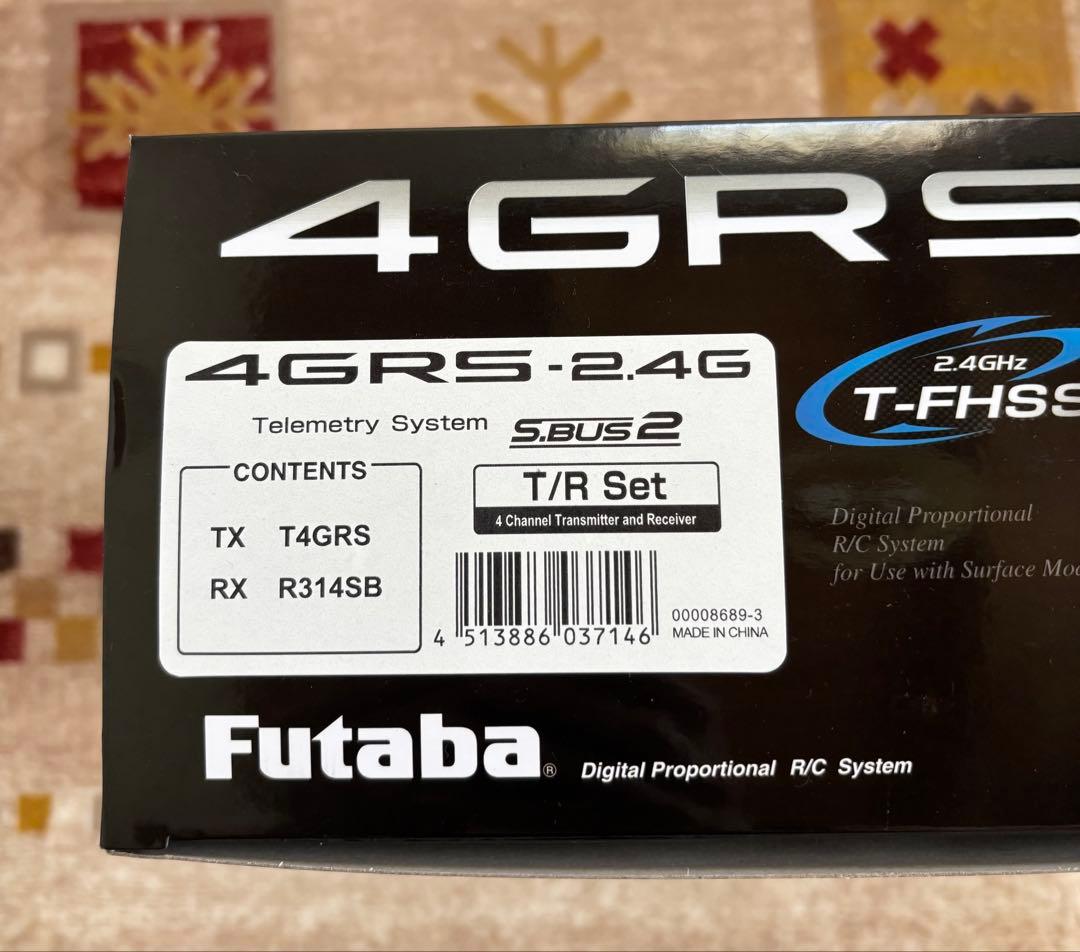 4GRS
4GRS-2.4G
Telemetry System S.BUS2
CONTENTS
TX T4GRS
RX R314SB
T/R Set
4 Channel Transmitter and Receiver
4 513886 037146
00008689-3
MADE IN CHINA
2.4GHz
T-FHSS
Digital Proportional
R/C System
for Use with Surface
Futaba®
Digital Proportional R/C System